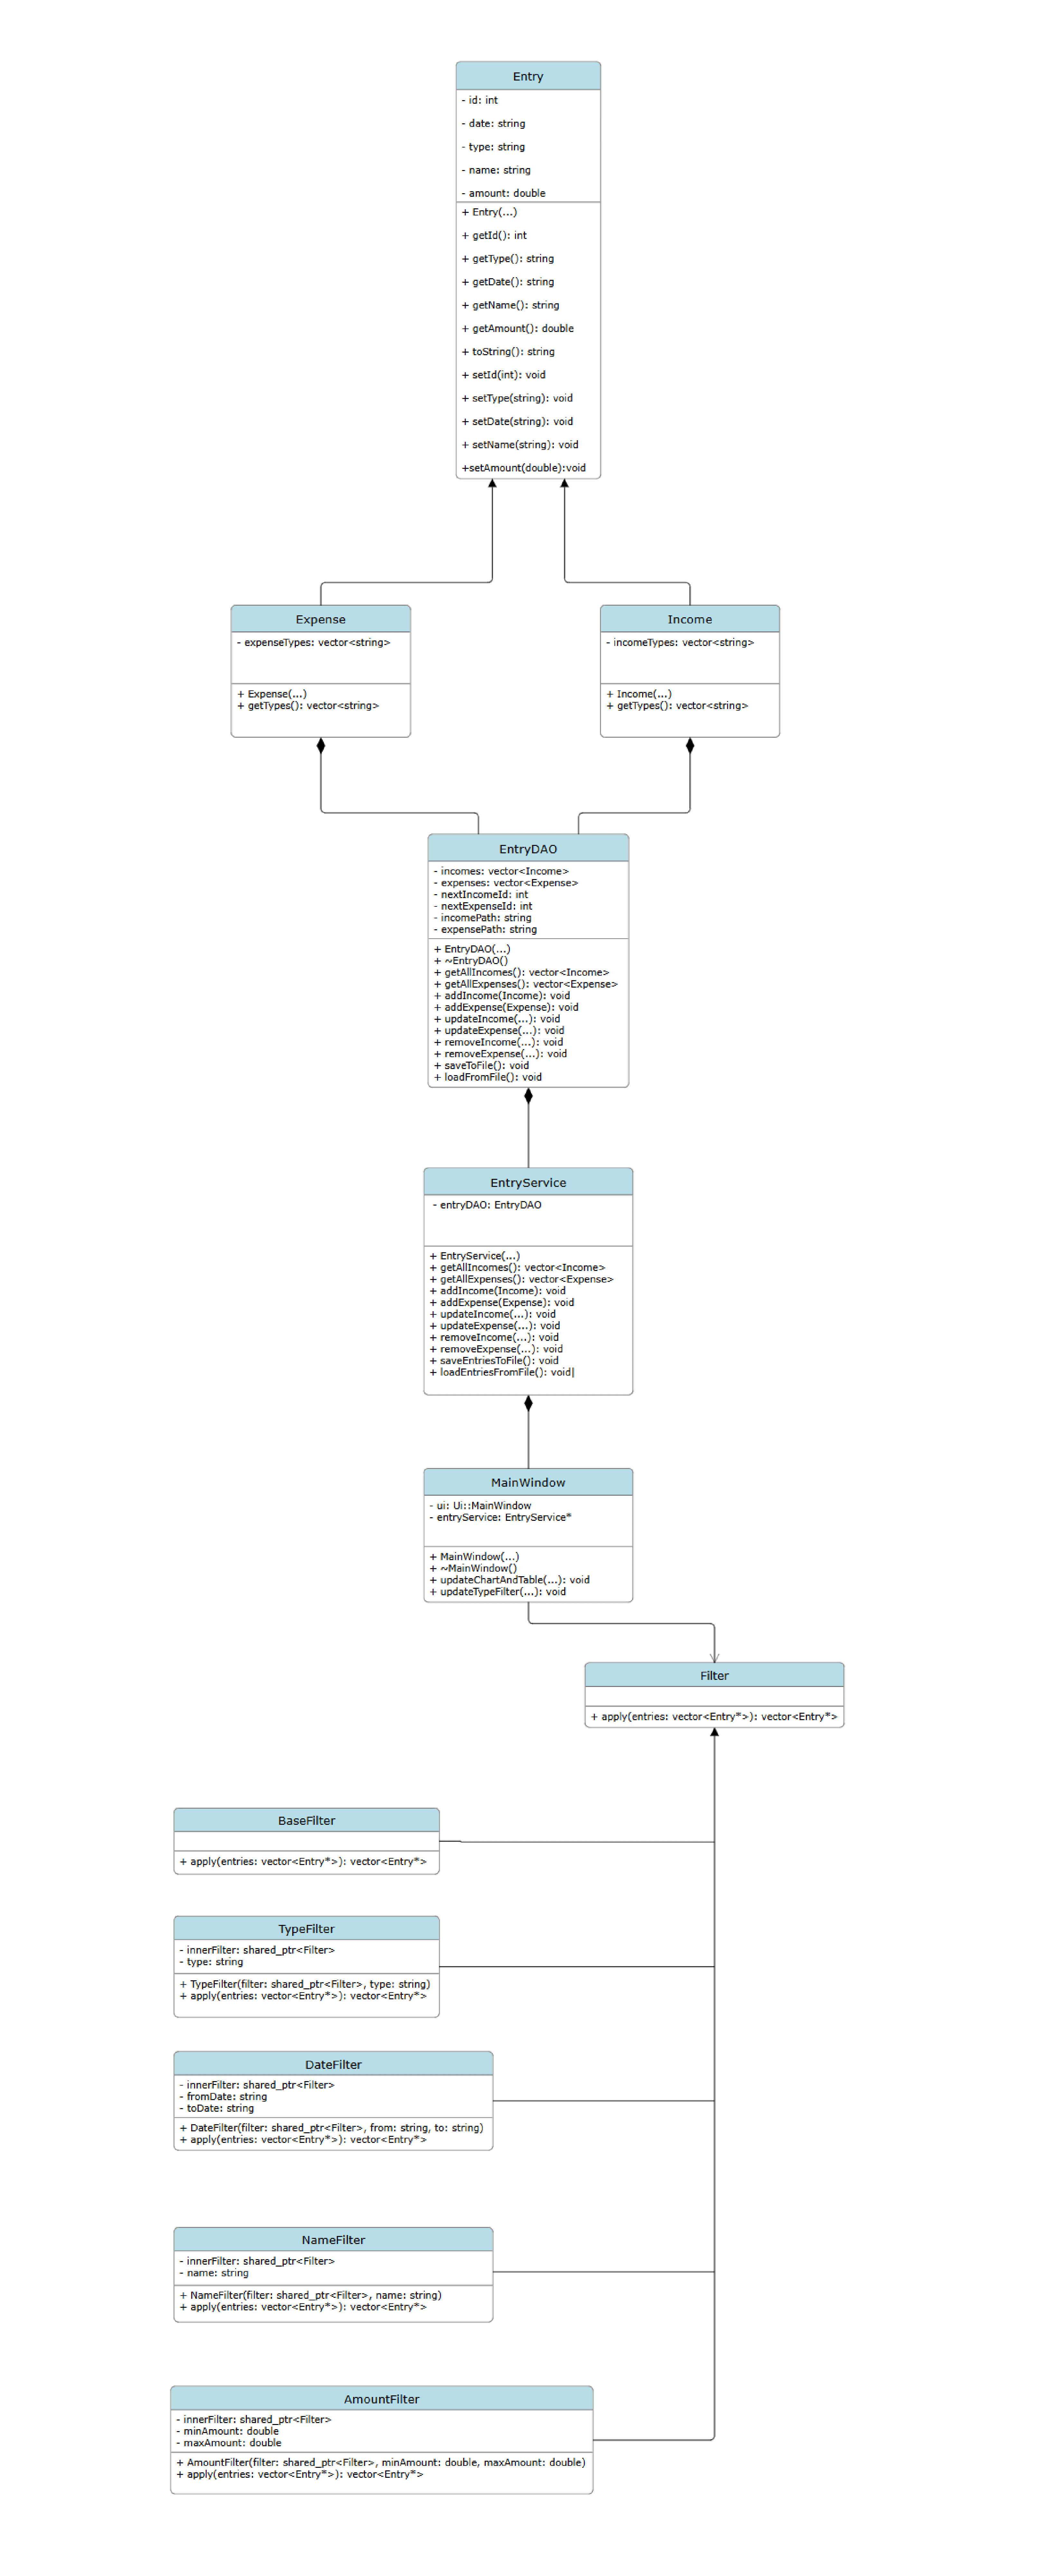 Entry
- id: int
- date: string
- type: string
- name: string
- amount: double
+ Entry(...)
+ getId(): int
+ getType(): string
+ getDate(): string
+ getName(): string
+ getAmount(): double
+ toString(): string
+ setId(int): void
+ setType(string): void
+ setDate(string): void
+ setName(string): void
+setAmount(double):void
Expense
- expenseTypes: vector<string>
+ Expense(...)
+ getTypes(): vector<string>
Income
- incomeTypes: vector<string>
+ Income(...)
+ getTypes(): vector<string>
EntryDAO
- incomes: vector<Income>
- expenses: vector<Expense>
- nextIncomeId: int
- nextExpenseId: int
- incomePath: string
- expensePath: string
+ EntryDAO(...)
+ ~EntryDAO()
+ getAllIncomes(): vector<Income>
+ getAllExpenses(): vector<Expense>
+ addIncome(Income): void
+ addExpense(Expense): void
+ updateIncome(...): void
+ updateExpense(...): void
+ removeIncome(...): void
+ removeExpense(...): void
+ saveToFile(): void
+ loadFromFile(): void
EntryService
- entryDAO: EntryDAO
+ EntryService(...)
+ getAllIncomes(): vector<Income>
+ getAllExpenses(): vector<Expense>
+ addIncome(Income): void
+ addExpense(Expense): void
+ updateIncome(...): void
+ updateExpense(...): void
+ removeIncome(...): void
+ removeExpense(...): void
+ saveEntriesToFile(): void
+ loadEntriesFromFile(): void|
MainWindow
- ui: Ui::MainWindow
- entryService: EntryService*
+ MainWindow(...)
+ ~MainWindow()
+ updateChartAndTable(...): void
+ updateTypeFilter(...): void
Filter
+ apply(entries: vector<Entry*>): vector<Entry*>
BaseFilter
+ apply(entries: vector<Entry*>): vector<Entry*>
TypeFilter
- innerFilter: shared_ptr<Filter>
- type: string
+ TypeFilter(filter: shared_ptr<Filter>, type: string)
+ apply(entries: vector<Entry*>): vector<Entry*>
DateFilter
- innerFilter: shared_ptr<Filter>
- fromDate: string
- toDate: string
+ DateFilter(filter: shared_ptr<Filter>, from: string, to: string)
+ apply(entries: vector<Entry*>): vector<Entry*>
NameFilter
- innerFilter: shared_ptr<Filter>
- name: string
+ NameFilter(filter: shared_ptr<Filter>, name: string)
+ apply(entries: vector<Entry*>): vector<Entry*>
AmountFilter
- innerFilter: shared_ptr<Filter>
- minAmount: double
- maxAmount: double
+ AmountFilter(filter: shared_ptr<Filter>, minAmount: double, maxAmount: double)
+ apply(entries: vector<Entry*>): vector<Entry*>